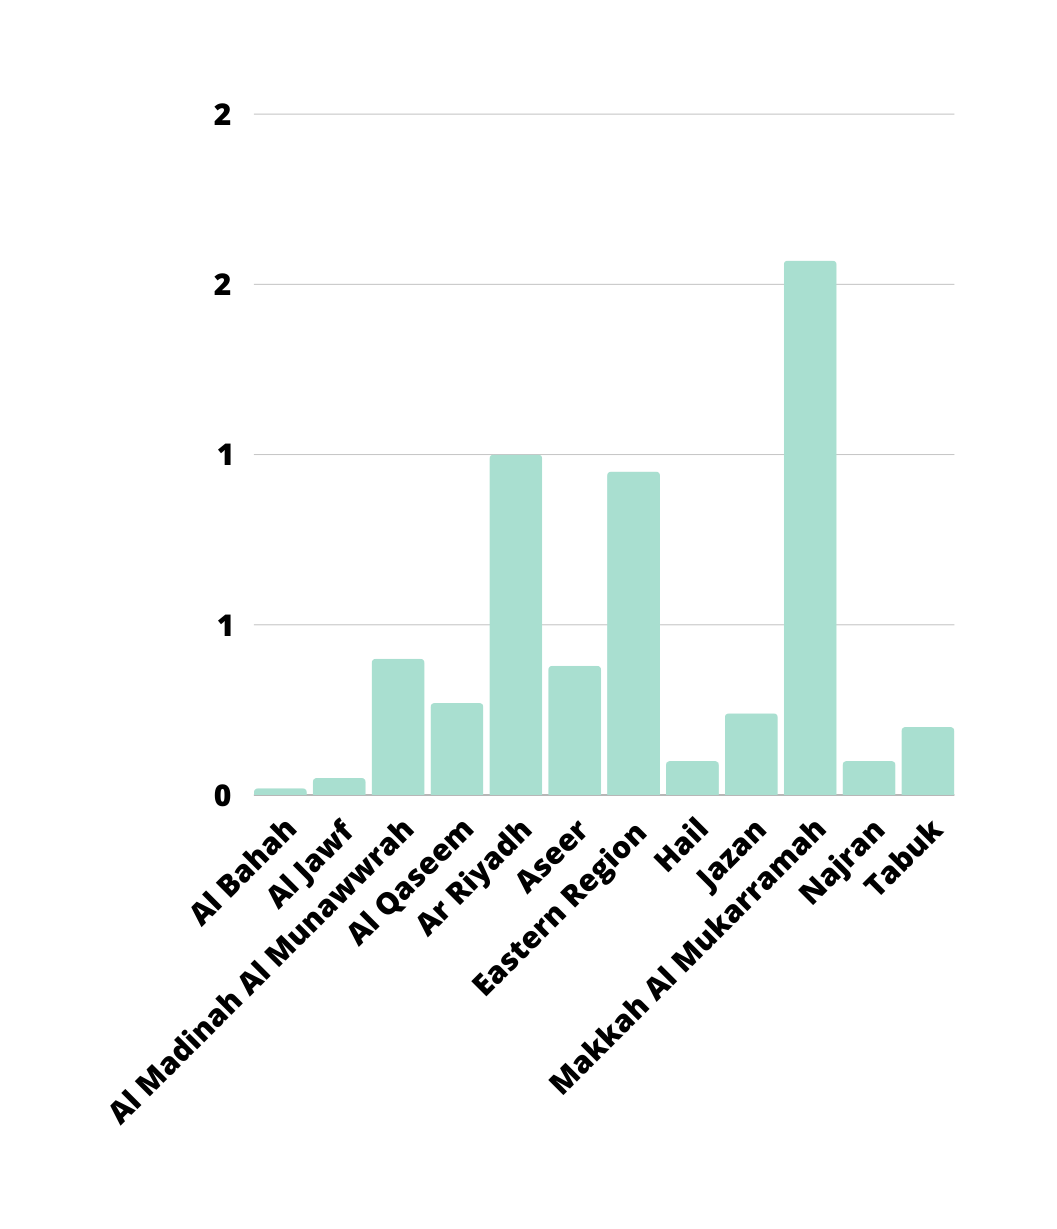 2
2
1
1
0
Al Bahah
Al Jawf
Al Madinah Al Munawwrah
Al Qaseem
Ar Riyadh
Aseer
Eastern Region
Hail
Jazan
Makkah Al Mukarramah
Najran
Tabuk